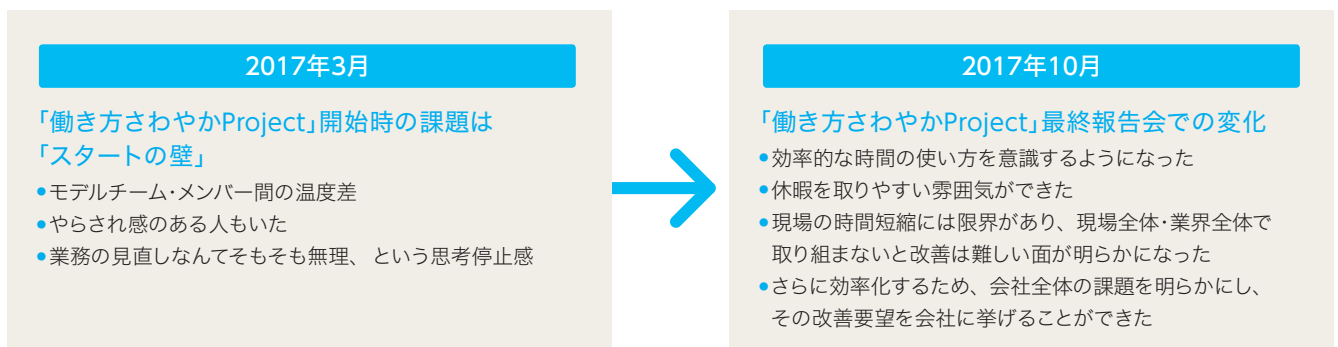 2017年3月
「働き方さわやかProject」開始時の課題は
「スタートの壁」
●モデルチーム・メンバー間の温度差
●やらされ感のある人もいた
●業務の見直しなんてそもそも無理、という思考停止感
2017年10月
「働き方さわやかProject」最終報告会での変化
●効率的な時間の使い方を意識するようになった
●休暇を取りやすい雰囲気ができた
●現場の時間短縮には限界があり、現場全体・業界全体で
取り組まないと改善は難しい面が明らかになった
●さらに効率化するため、会社全体の課題を明らかにし、
その改善要望を会社に挙げることができた